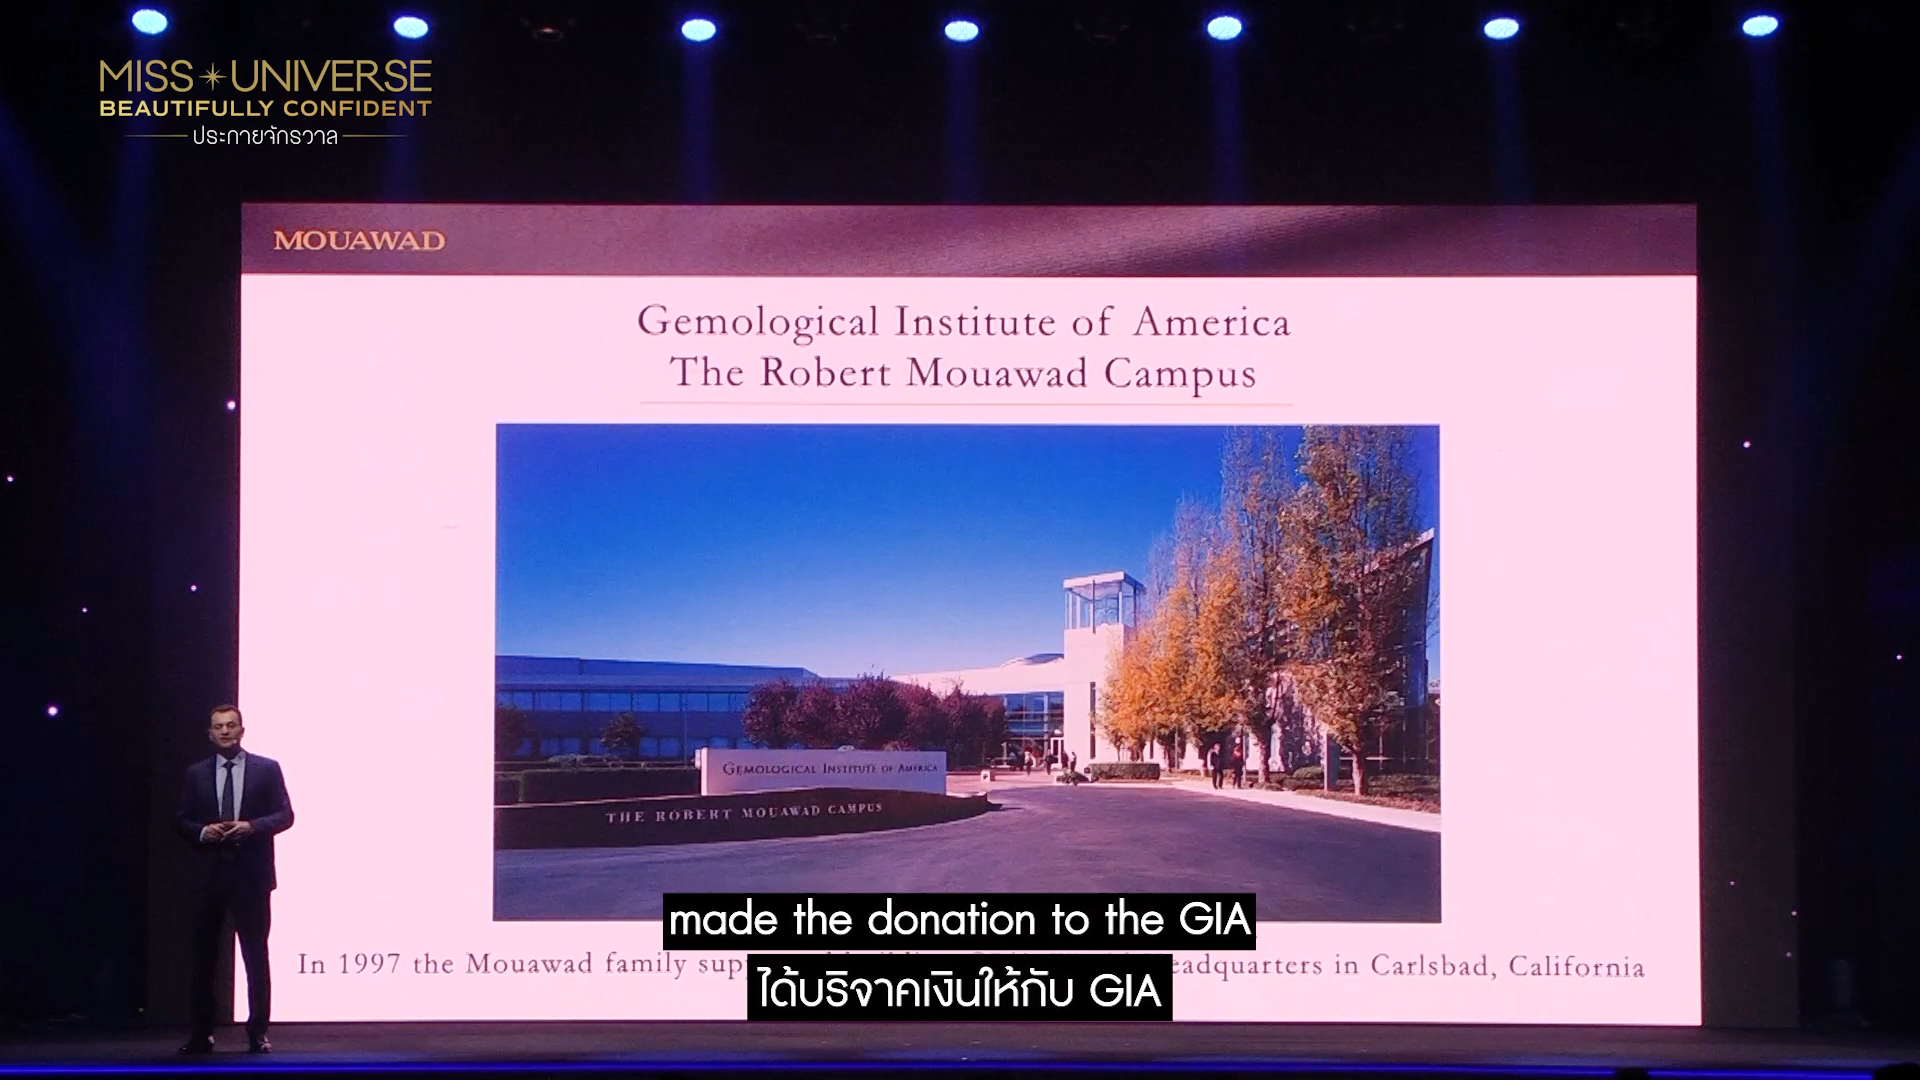 MISS UNIVERSE
BEAUTIFULLY CONFIDENT
ประกายจักรวาล
MOUAWAD
Gemological Institute of America
The Robert Mouawad Campus
GEMOLOGICAL INSTITUTE OF AMERICA
THE ROBERT MOUAWAD CAMPUS
made the donation to the GIA
In 1997 the Mouawad family headquarters in Carlsbad, California
ได้บริจาคเงินให้กับ GIA